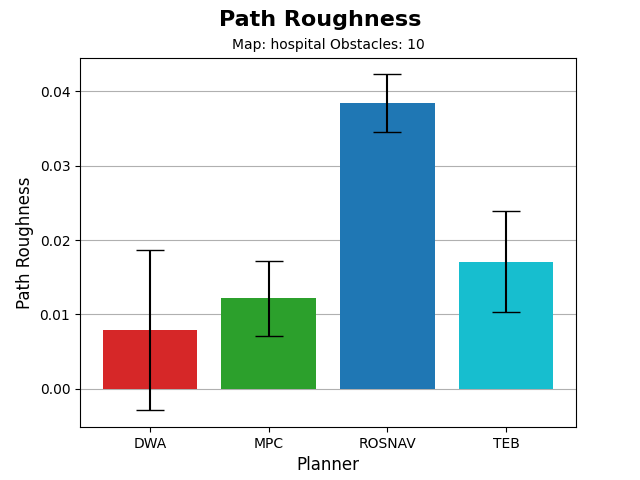 Path Roughness
Map: hospital Obstacles: 10
0.04
0.03
0.02
0.01
0.00
Path Roughness
DWA MPC ROSNAV TEB
Planner